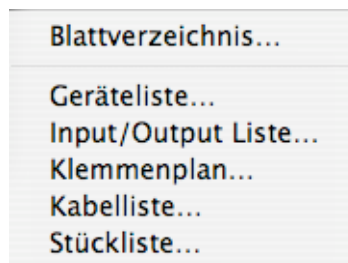 Blattverzeichnis...
Geräteliste...
Input/Output Liste...
Klemmenplan...
Kabelliste...
Stückliste...